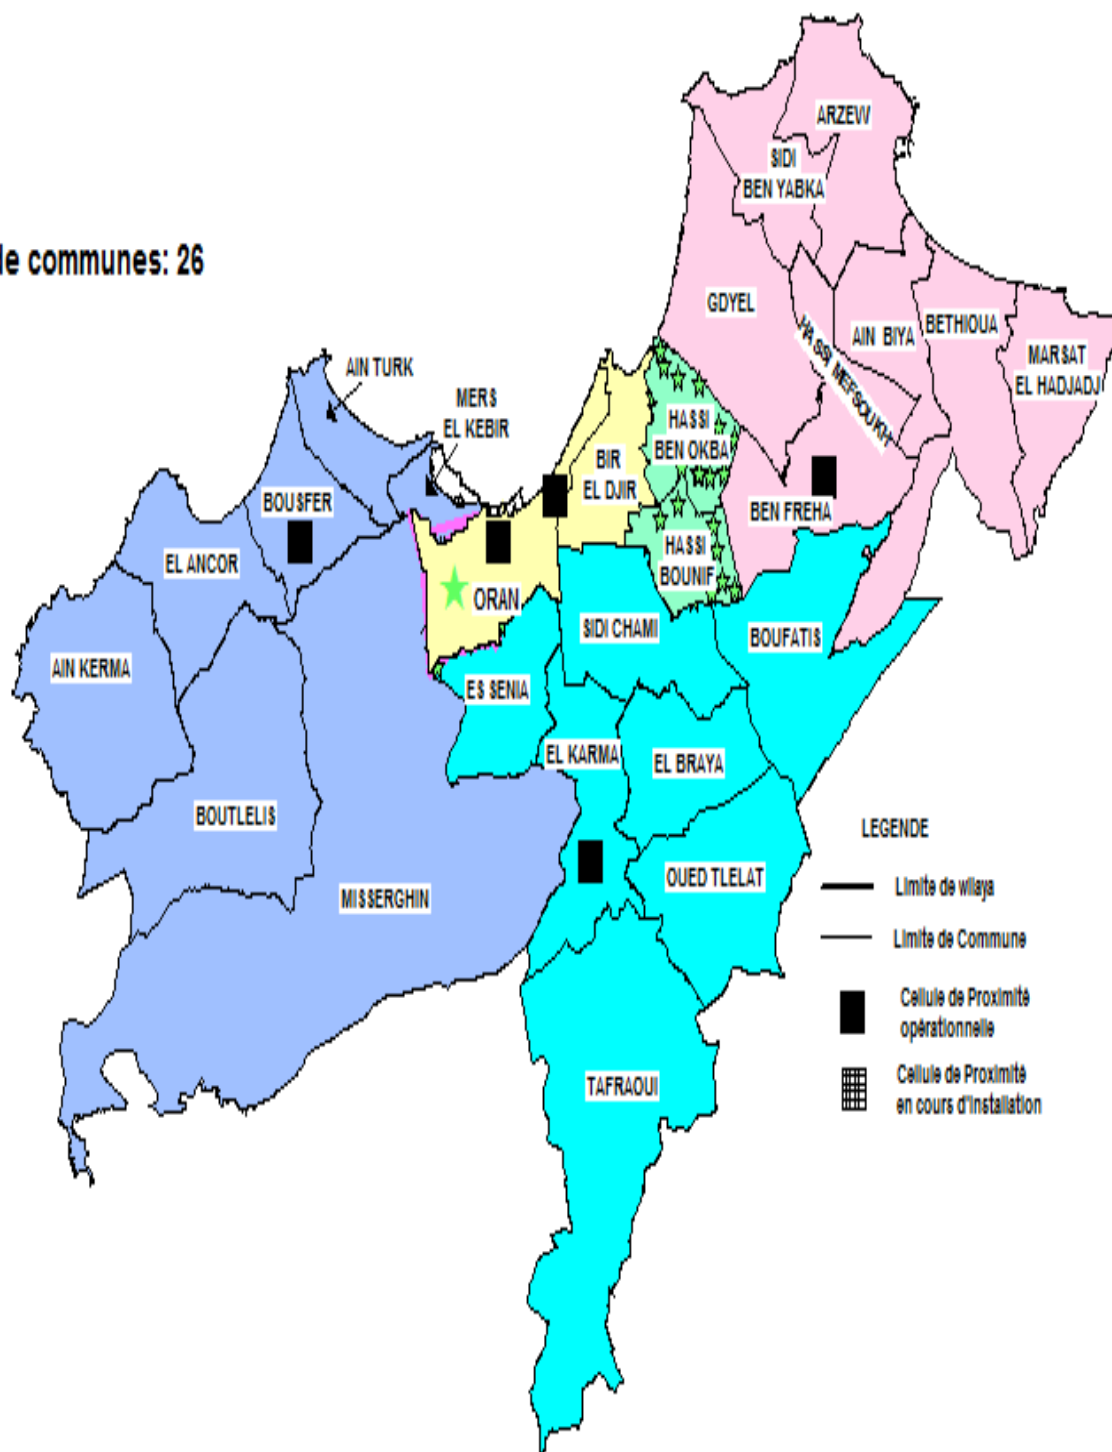 ARZEW
SIDI
BEN YABKA
de communes: 26
GDYEL
HASSI MEFSOUKH
AIN BIYA
BETHIOUA
MARSAT
EL HADJADJ
AIN TURK
MERS
EL KEBIR
HASSI
BEN OKBA
BIR
EL DJIR
BOUSFER
BEN FREHA
EL ANCOR
HASSI
BOUNIF
ORAN
SIDI CHAMI
BOUFATIS
AIN KERMA
ES SENIA
EL KARMA
EL BRAYA
BOUTLELIS
OUED TLELAT
MISSERGHIN
TAFRAOUI
LEGENDE
Limite de wilaya
Limite de Commune
Cellule de Proximité
opérationnelle
Cellule de Proximité
en cours d'installation